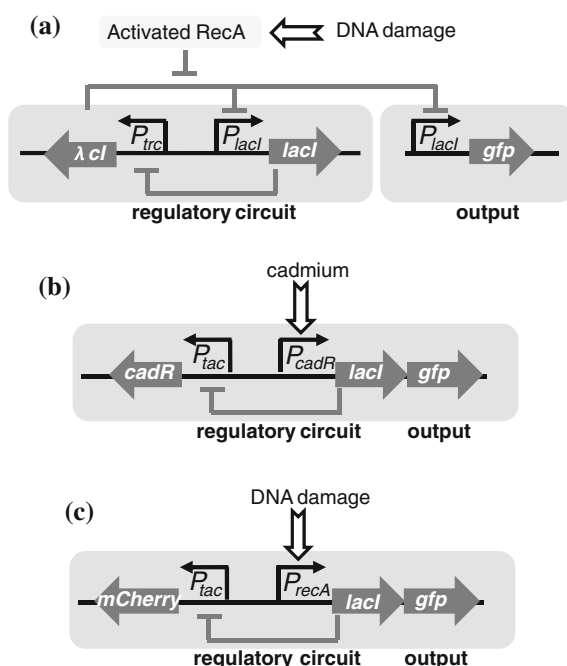 (a)
Activated RecA
DNA damage
λ cI
Ptrc
PlacI
lacI
PlacI
gfp
regulatory circuit
output
(b)
cadmium
cadR
Ptac
PcadR
lacI
gfp
regulatory circuit
output
(c)
DNA damage
mCherry
Ptac
PrecA
lacI
gfp
regulatory circuit
output